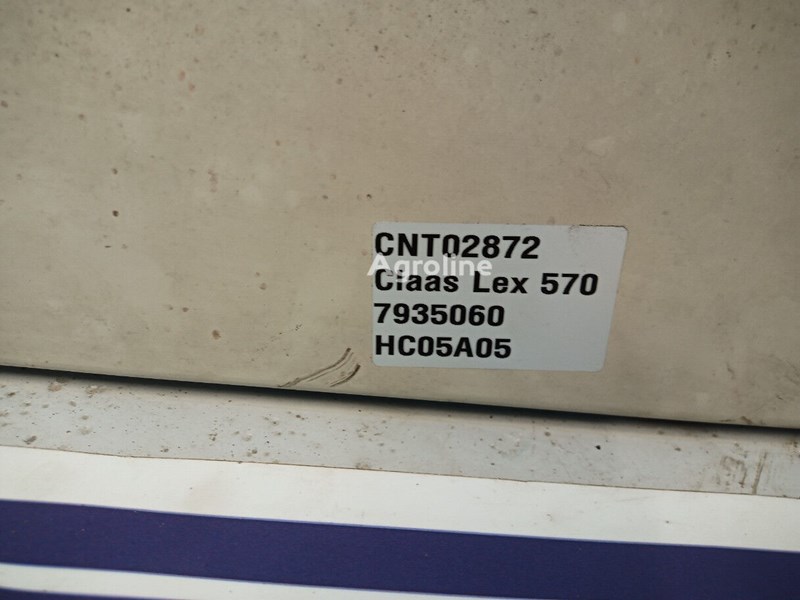 CNT02872
Agroline
Claas Lex 570
7935060
HC05A05